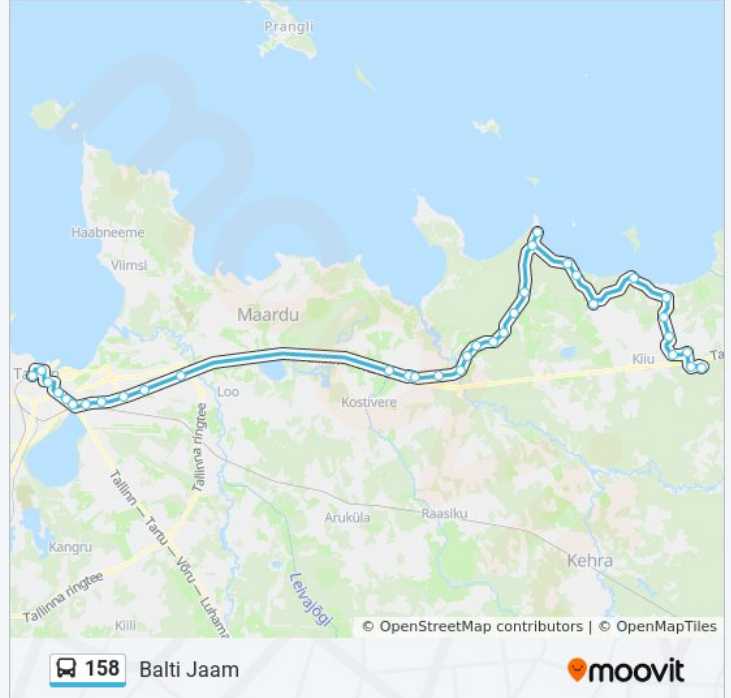 Prangli
Haabneeme
Viimsi
Maardu
Loo
Kostivere
Kiiu
Tallinna ringtee
Tallinn — Tartu — Võru — Luhama
Aruküla
Raasiku
Kangru
Leivajõgi
Kehra
Tallinna ringtee
Kiili
© OpenStreetMap contributors | © OpenMapTiles
158 Balti Jaam
moovit